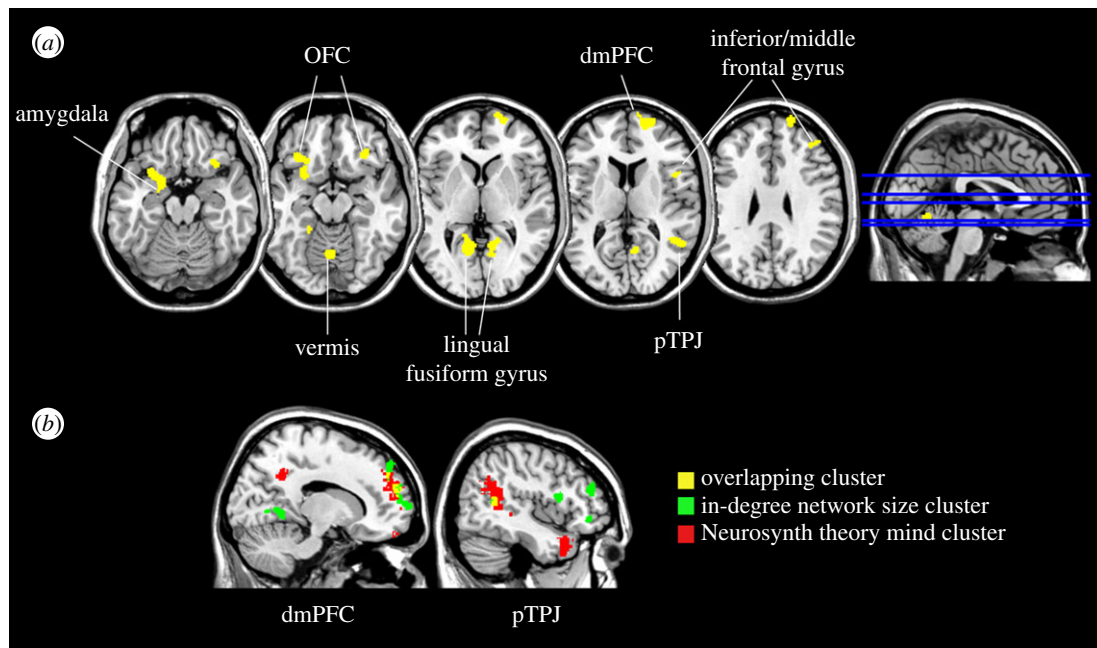 (a)
OFC
dmPFC
inferior/middle
frontal gyrus
amygdala
vermis
lingual
fusiform gyrus
pTPJ
(b)
overlapping cluster
in-degree network size cluster
Neurosynth theory mind cluster
dmPFC
pTPJ